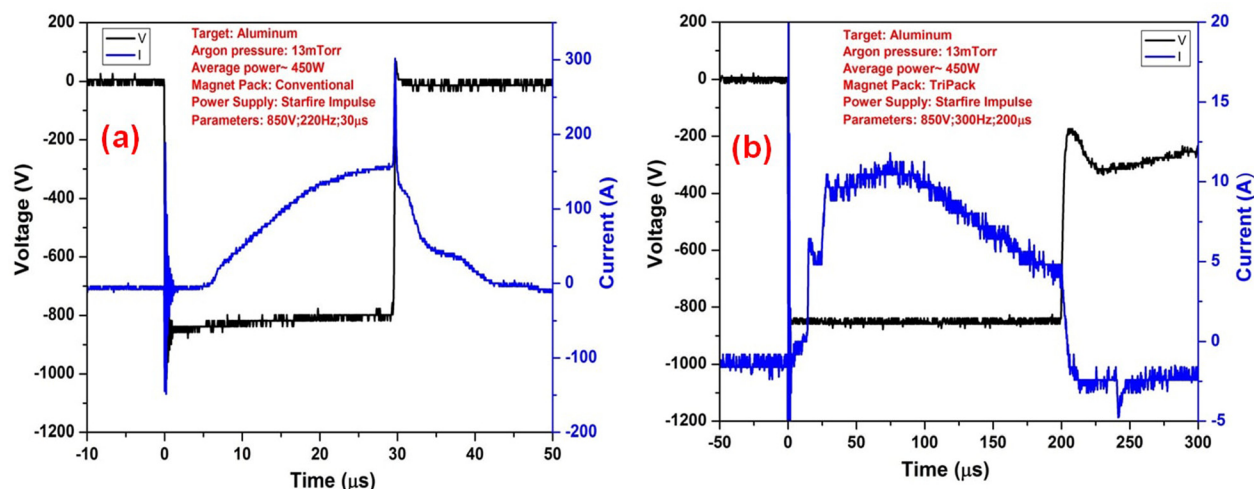 V
I
Target: Aluminum
Argon pressure: 13mTorr
Average power~ 450W
Magnet Pack: Conventional
Power Supply: Starfire Impulse
Parameters: 850V;220Hz;30μs
(a)
200
0
-200
-400
-600
-800
-1000
-1200
Voltage (V)
-10
0
10
20
30
40
50
Time (μs)
300
200
100
0
-100
-200
Current (A)
V
I
Target: Aluminum
Argon pressure: 13mTorr
Average power~ 450W
Magnet Pack: TriPack
Power Supply: Starfire Impulse
Parameters: 850V;300Hz;200μs
(b)
200
0
-200
-400
-600
-800
-1000
-1200
Voltage (V)
-50
0
50
100
150
200
250
300
Time (μs)
20
15
10
5
0
-5
Current (A)